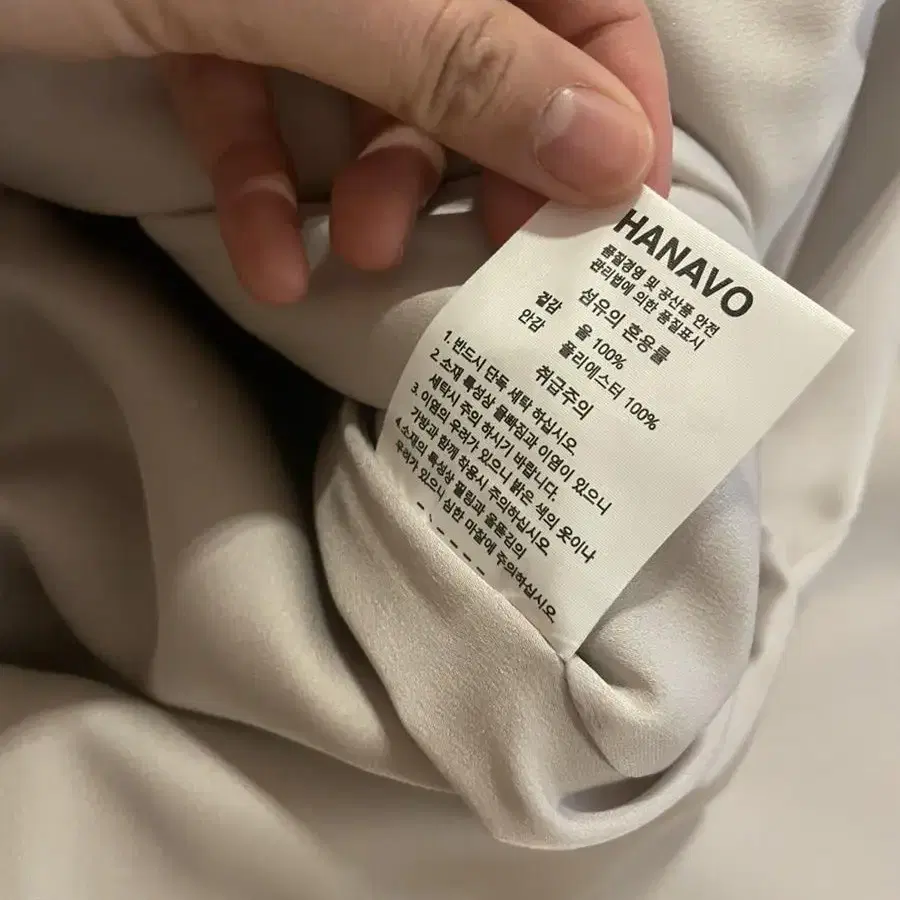 HANAVO
품질경영 및 공산품 안전
관리법에 의한 품질표시
섬유의 혼용률
겉감 울 100%
안감 폴리에스터 100%
취급주의
1. 반드시 단독 세탁 하십시오
2. 소재 특성상 물빠짐과 이염이 있으니
세탁시 주의 하시기 바랍니다.
3. 이염의 우려가 있으니 밝은 색의 옷이나
가방과 함께 착용시 주의하십시오
4.소재의 특성상 필링과 올뜯김의
우려가 있으니 심한 마찰에 주의하십시오